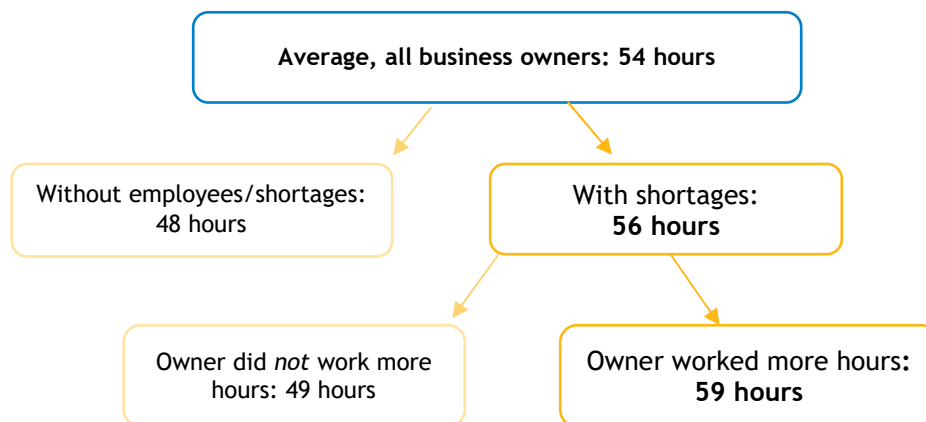 Average, all business owners: 54 hours
Without employees/shortages:
48 hours
With shortages:
56 hours
Owner did not work more
hours: 49 hours
Owner worked more hours:
59 hours